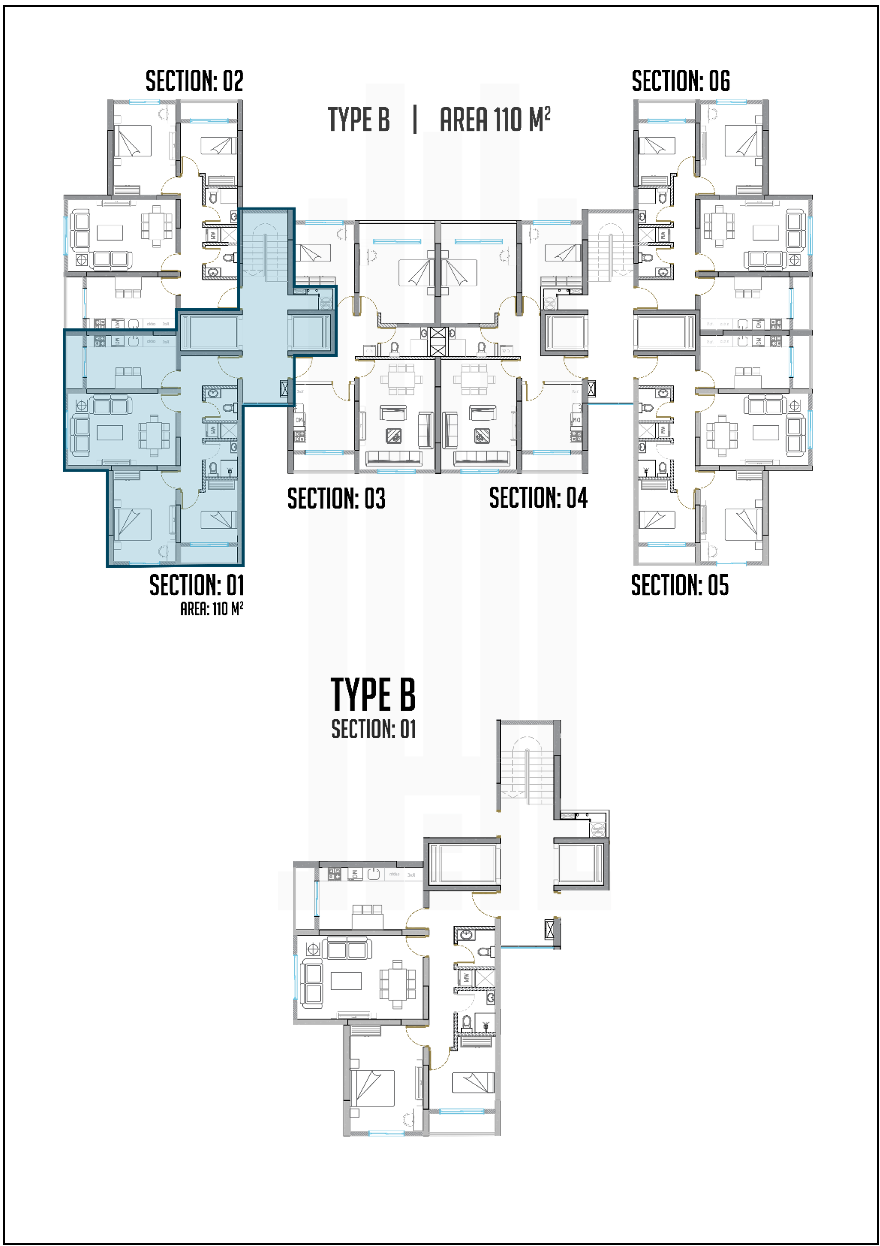 SECTION: 02
SECTION: 06
TYPE B | AREA 110 M²
SECTION: 03
SECTION: 04
SECTION: 01
AREA: 110 M²
SECTION: 05
TYPE B
SECTION: 01